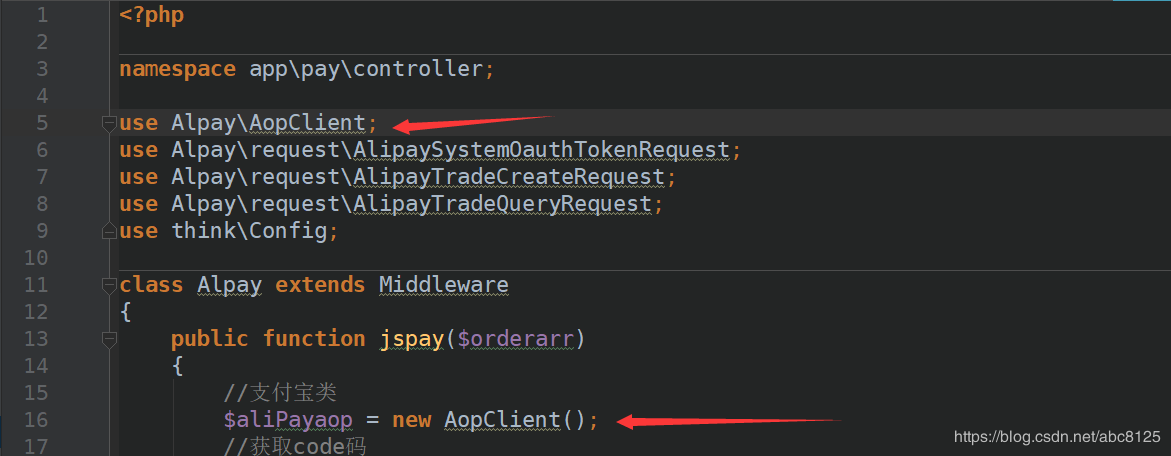 1 <?php
2
3 namespace app\pay\controller;
4
5 use Alpay\AopClient;
6 use Alpay\request\AlipaySystemOauthTokenRequest;
7 use Alpay\request\AlipayTradeCreateRequest;
8 use Alpay\request\AlipayTradeQueryRequest;
9 use think\Config;
10
11 class Alpay extends Middleware
12 {
13 public function jspay($orderarr)
14 {
15 //支付宝类
16 $aliPayaop = new AopClient();
17 //获取code码
https://blog.csdn.net/abc8125